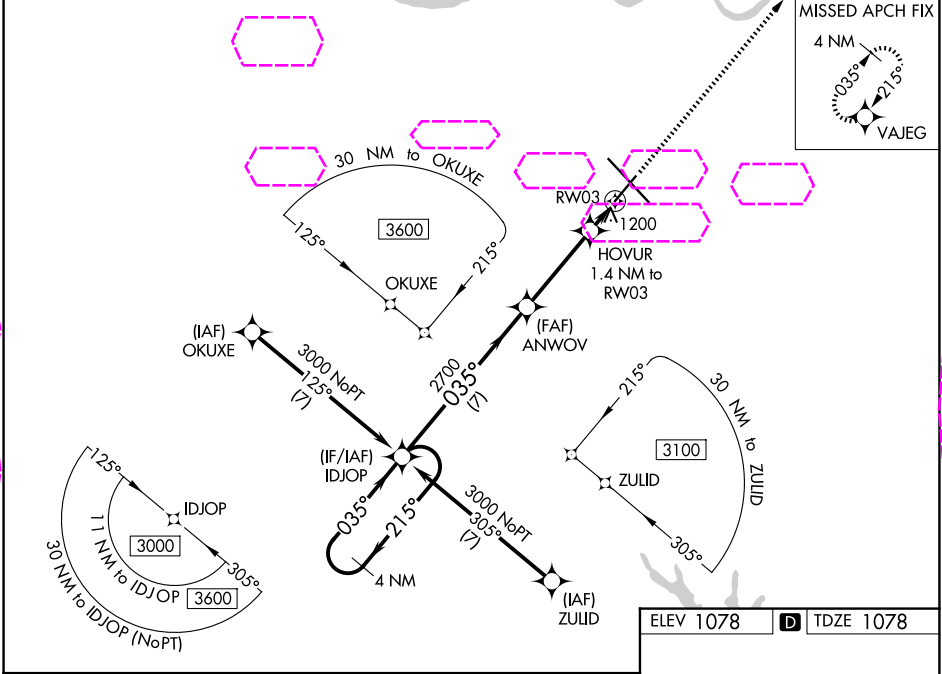 MISSED APCH FIX
4 NM
035°
215°
VAJEG
30 NM to OKUXE
3600
125°
215°
OKUXE
RW03
1200
HOVUR
1.4 NM to
RW03
(IAF)
OKUXE
3000 NoPT
125°
(7)
(FAF)
ANWOV
2700
035°
(7)
(IF/IAF)
IDJOP
035°
215°
4 NM
3000 NoPT
305°
(7)
(IAF)
ZULID
215°
30 NM to ZULID
3100
ZULID
305°
125°
IDJOP
3000
305°
11 NM to IDJOP
3600
30 NM to IDJOP (NoPT)
ELEV 1078 D TDZE 1078